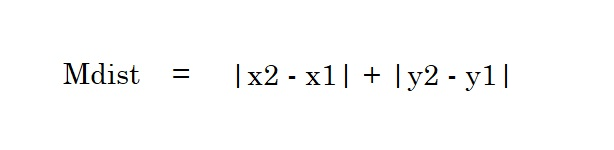 Mdist = |x2 - x1| + |y2 - y1|